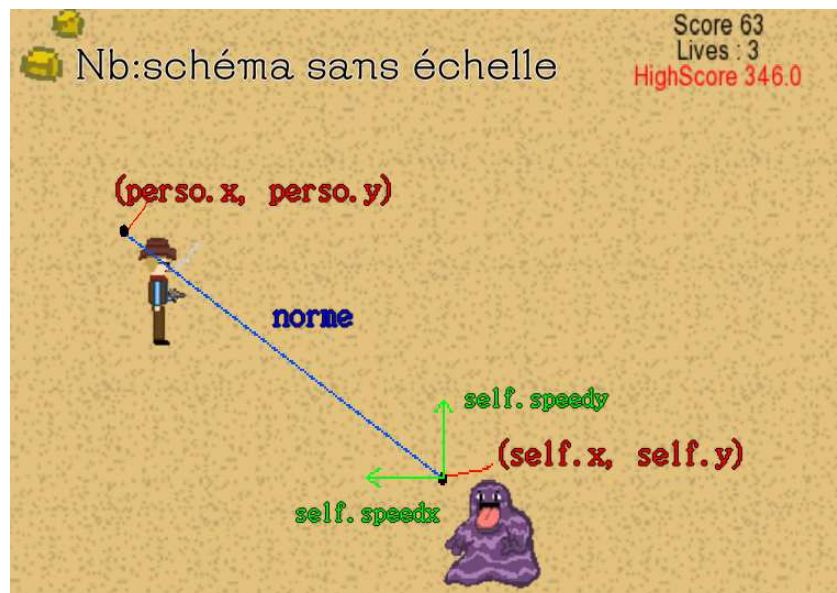 Score 63
Lives : 3
HighScore 346.0
Nb:schéma sans échelle
(perso.x, perso.y)
norme
self.speedy
(self.x, self.y)
self.speedx